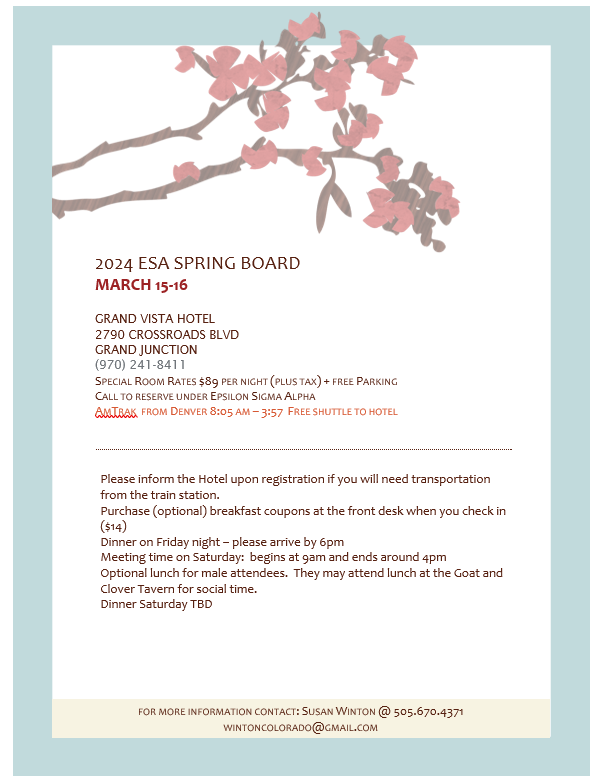 2024 ESA SPRING BOARD
MARCH 15-16
GRAND VISTA HOTEL
2790 CROSSROADS BLVD
GRAND JUNCTION
(970) 241-8411
Special Room Rates $89 per night (plus tax) + free Parking
Call to reserve under Epsilon Sigma Alpha
AmTrak from Denver 8:05 am – 3:57 Free shuttle to hotel
Please inform the Hotel upon registration if you will need transportation
from the train station.
Purchase (optional) breakfast coupons at the front desk when you check in
($14)
Dinner on Friday night – please arrive by 6pm
Meeting time on Saturday: begins at 9am and ends around 4pm
Optional lunch for male attendees. They may attend lunch at the Goat and
Clover Tavern for social time.
Dinner Saturday TBD
for more information contact: Susan Winton @ 505.670.4371
wintoncolorado@gmail.com